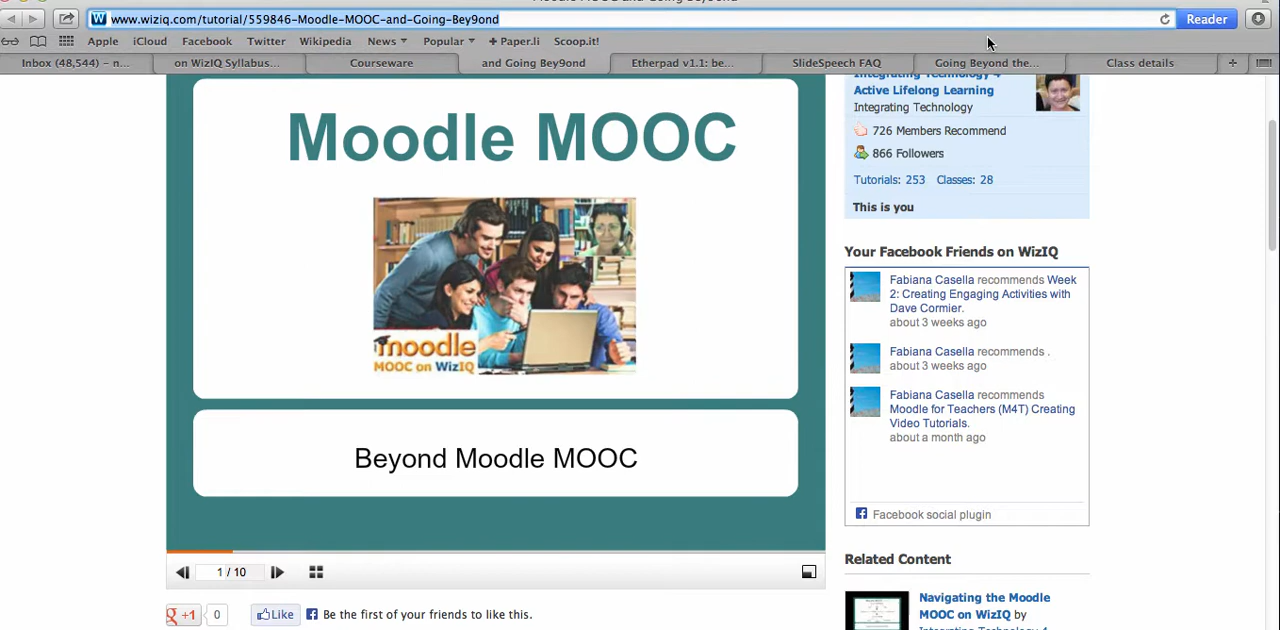 www.wiziq.com/tutorial/559846-Moodle-MOOC-and-Going-Bey9ond
Reader
Apple iCloud Facebook Twitter Wikipedia News Popular + Paper.li Scoop.it!
Inbox (48,544) – n... on WizIQ Syllabus... Courseware and Going Bey9ond Etherpad v1.1: be... SlideSpeech FAQ Going Beyond the... Class details
Moodle MOOC
moodle
MOOC on WizIQ
Beyond Moodle MOOC
1 / 10
g +1 0 Like Be the first of your friends to like this.
Integrating Technology 4
Active Lifelong Learning
Integrating Technology
726 Members Recommend
866 Followers
Tutorials: 253 Classes: 28
This is you
Your Facebook Friends on WizIQ
Fabiana Casella recommends Week
2: Creating Engaging Activities with
Dave Cormier.
about 3 weeks ago
Fabiana Casella recommends .
about 3 weeks ago
Fabiana Casella recommends
Moodle for Teachers (M4T) Creating
Video Tutorials.
about a month ago
Facebook social plugin
Related Content
Navigating the Moodle
MOOC on WizIQ by